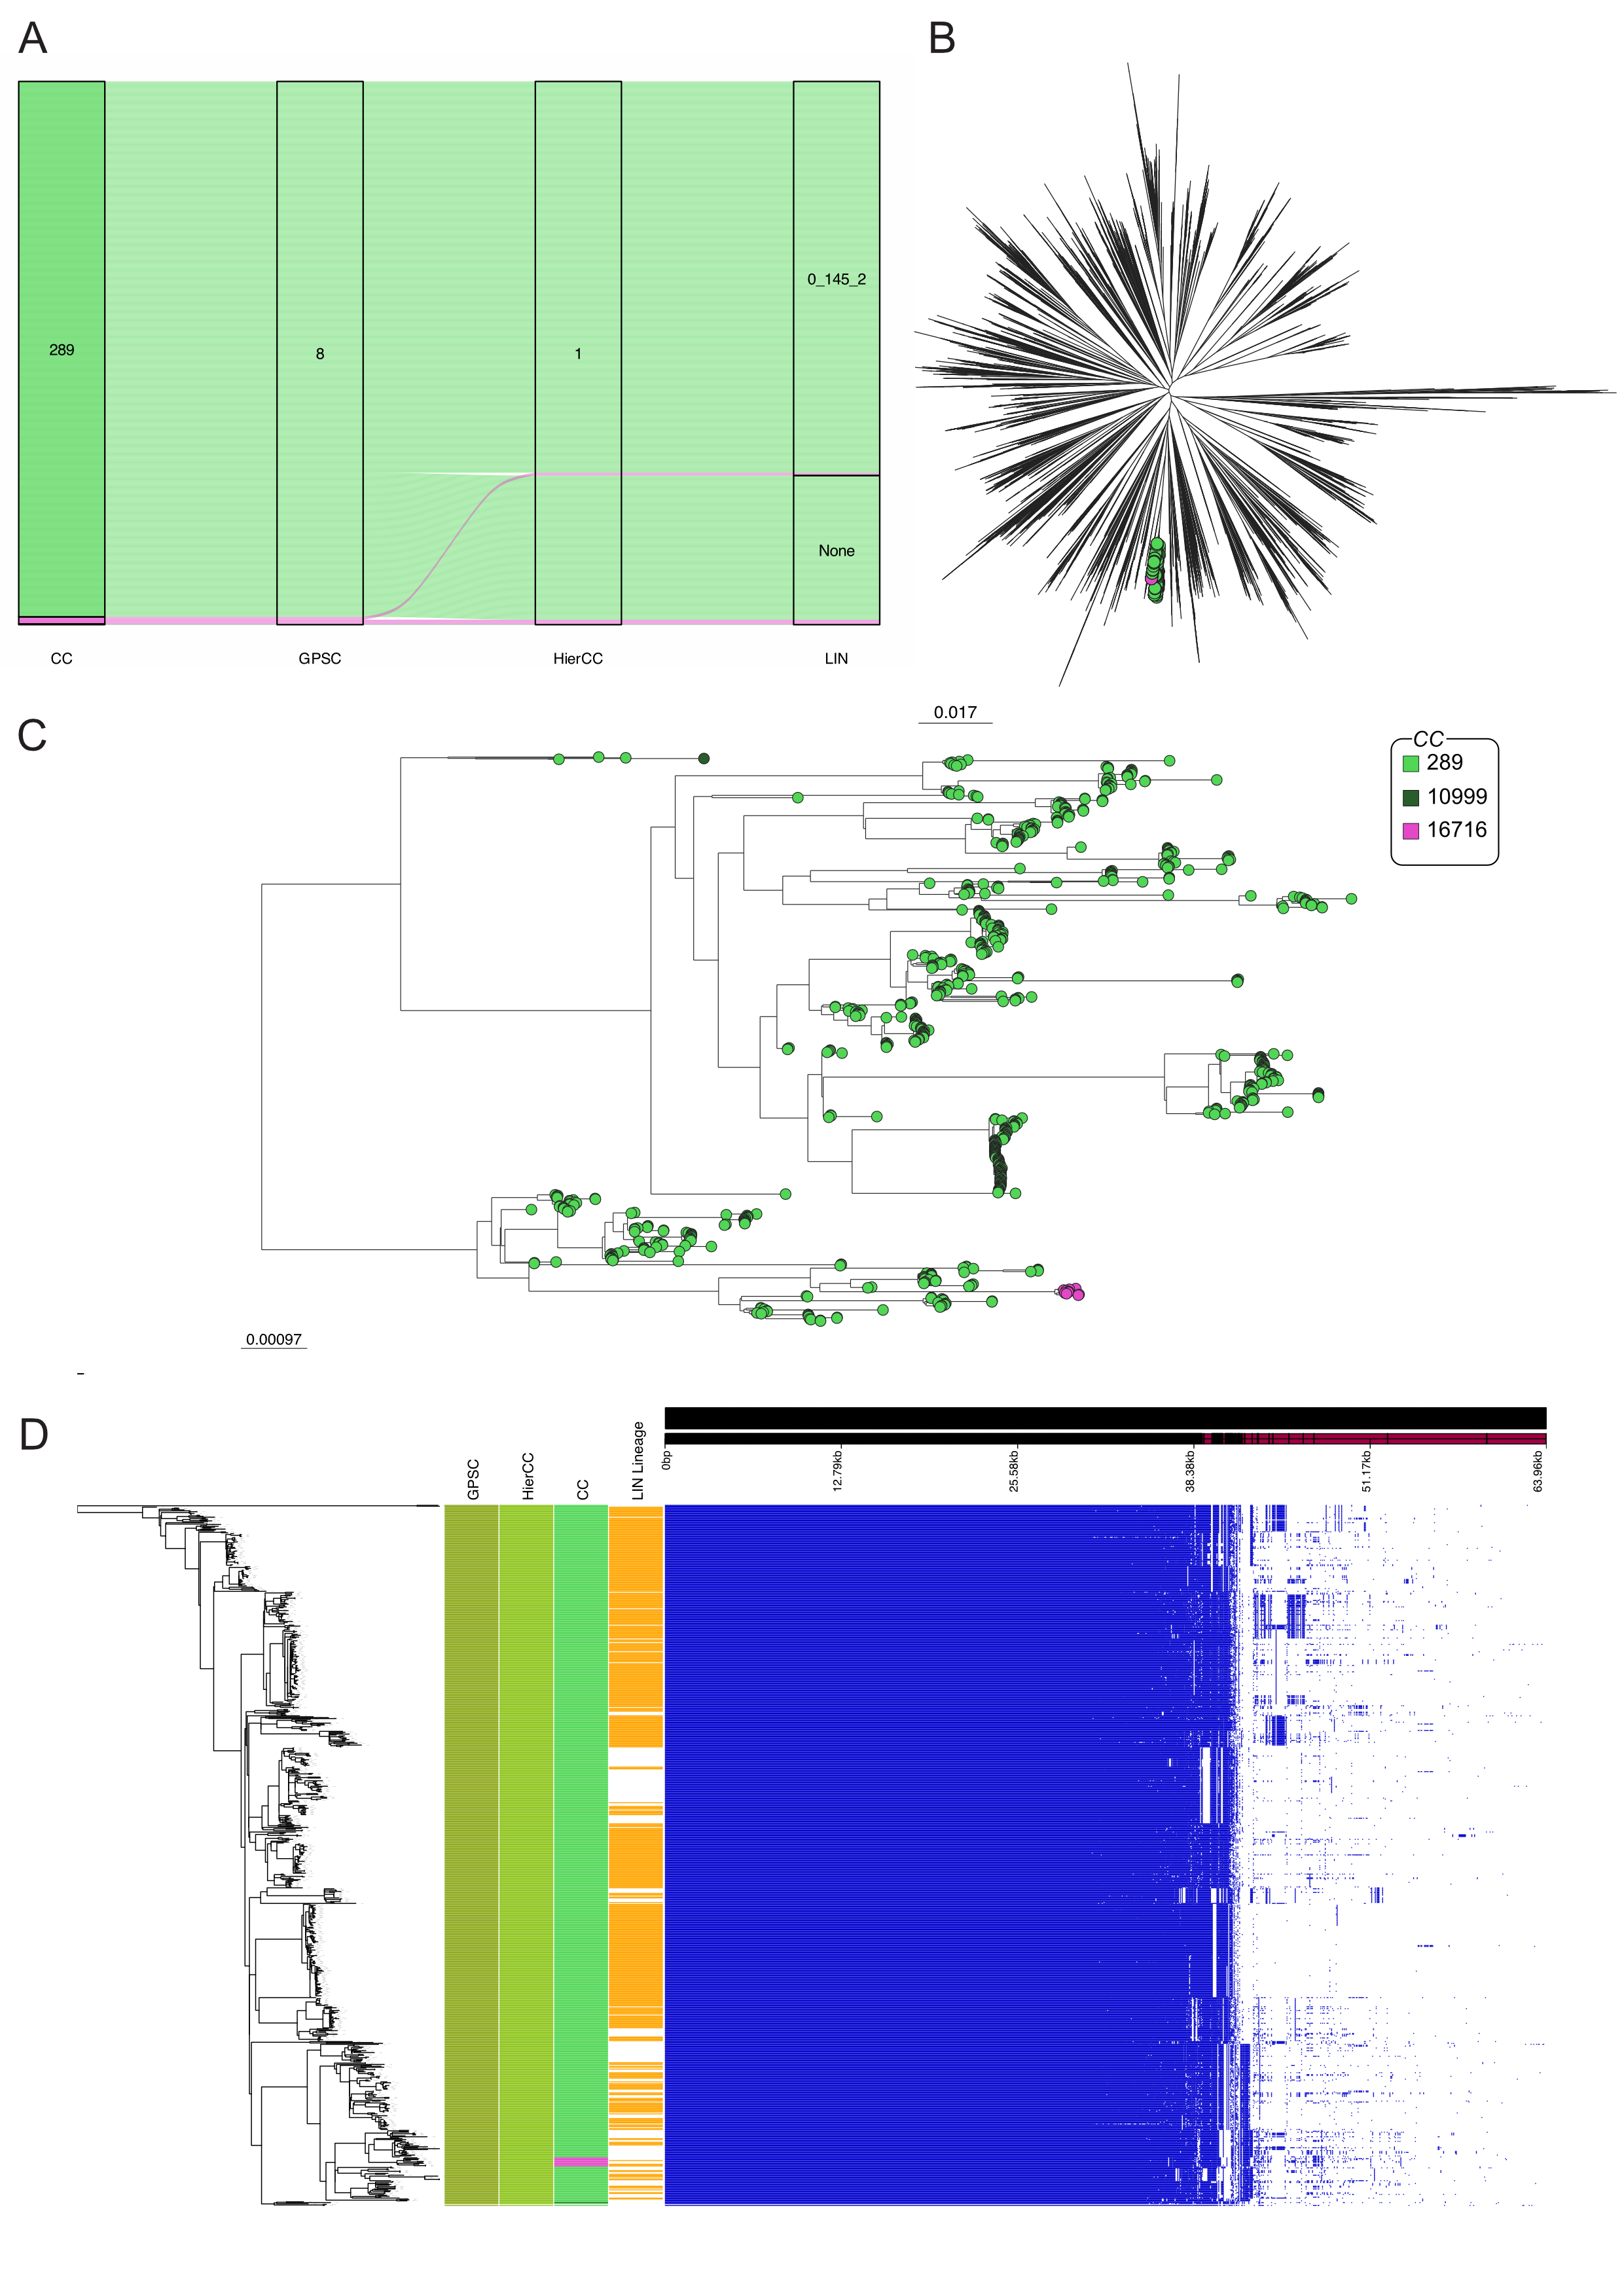 A
B
289
8
1
0_145_2
None
CC
GPSC
HierCC
LIN
C
0.017
CC
289
10999
16716
0.00097
D
GPSC
HierCC
CC
LIN Lineage
0bp
12.79kb
25.58kb
38.38kb
51.17kb
63.96kb